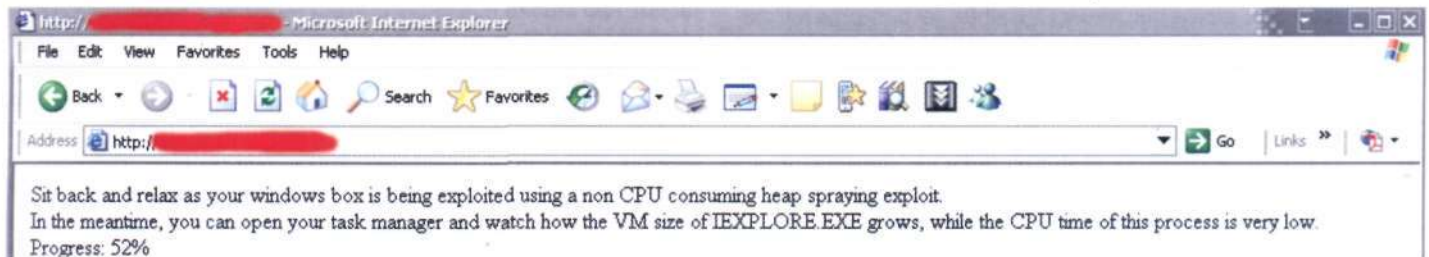 http:// - Microsoft Internet Explorer
File Edit View Favorites Tools Help
Back Search Favorites
Address http:// Go Links »
Sit back and relax as your windows box is being exploited using a non CPU consuming heap spraying exploit.
In the meantime, you can open your task manager and watch how the VM size of IEXPLORE.EXE grows, while the CPU time of this process is very low.
Progress: 52%